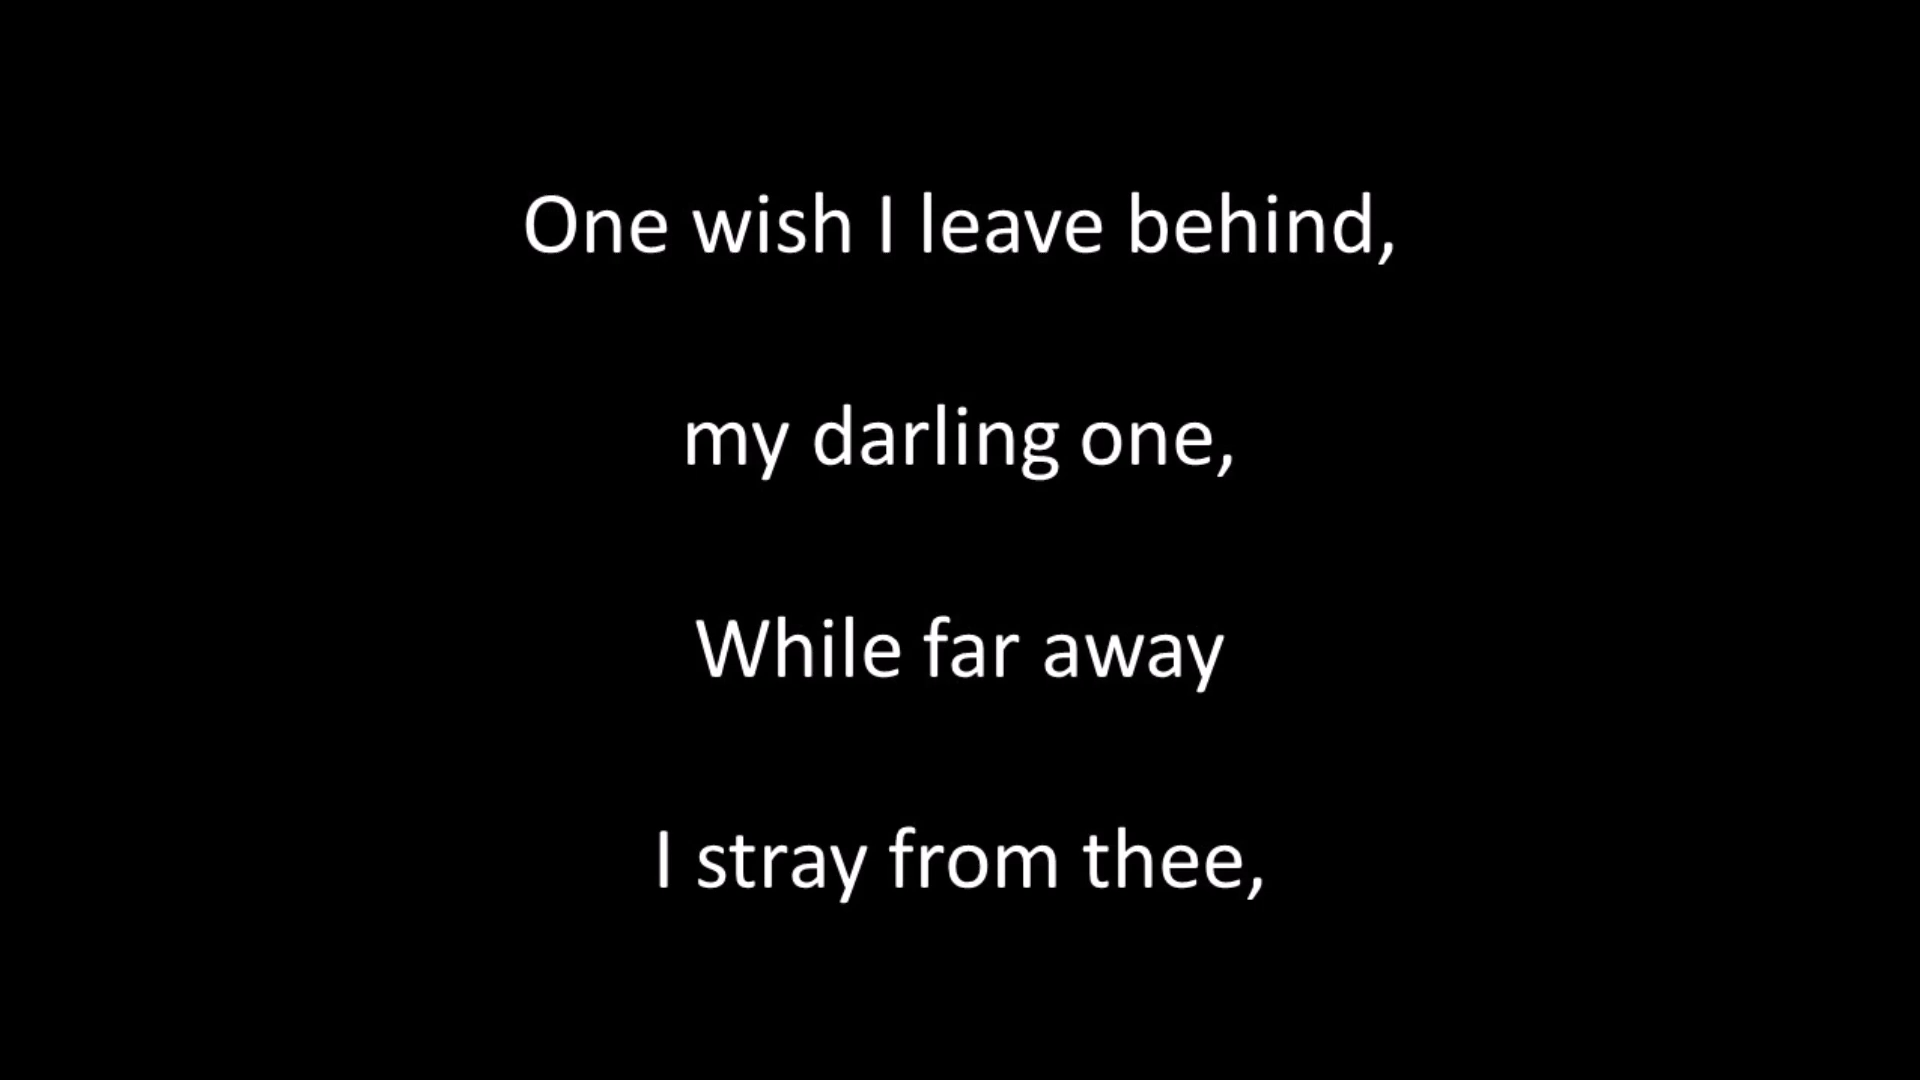 One wish I leave behind,
my darling one,
While far away
I stray from thee,